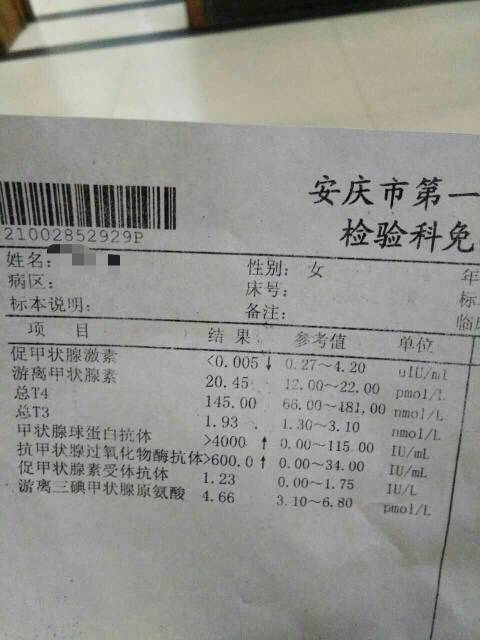 21002852929P
安庆市第一
检验科免
姓名: 性别: 女 年
病区: 床号: 标
标本说明: 备注: 临
项 目 结 果 参考值 单位
促甲状腺激素 <0.005↓ 0.27～4.20 uIU/mL
游离甲状腺素 20.45 12.00～22.00 pmol/L
总T4 145.00 66.00～181.00 nmol/L
总T3 1.93 1.30～3.10 nmol/L
甲状腺球蛋白抗体 >4000 ↑ 0.00～115.00 IU/mL
抗甲状腺过氧化物酶抗体>600.0↑ 0.00～34.00 IU/mL
促甲状腺素受体抗体 1.23 0.00～1.75 IU/L
游离三碘甲状腺原氨酸 4.66 3.10～6.80 pmol/L